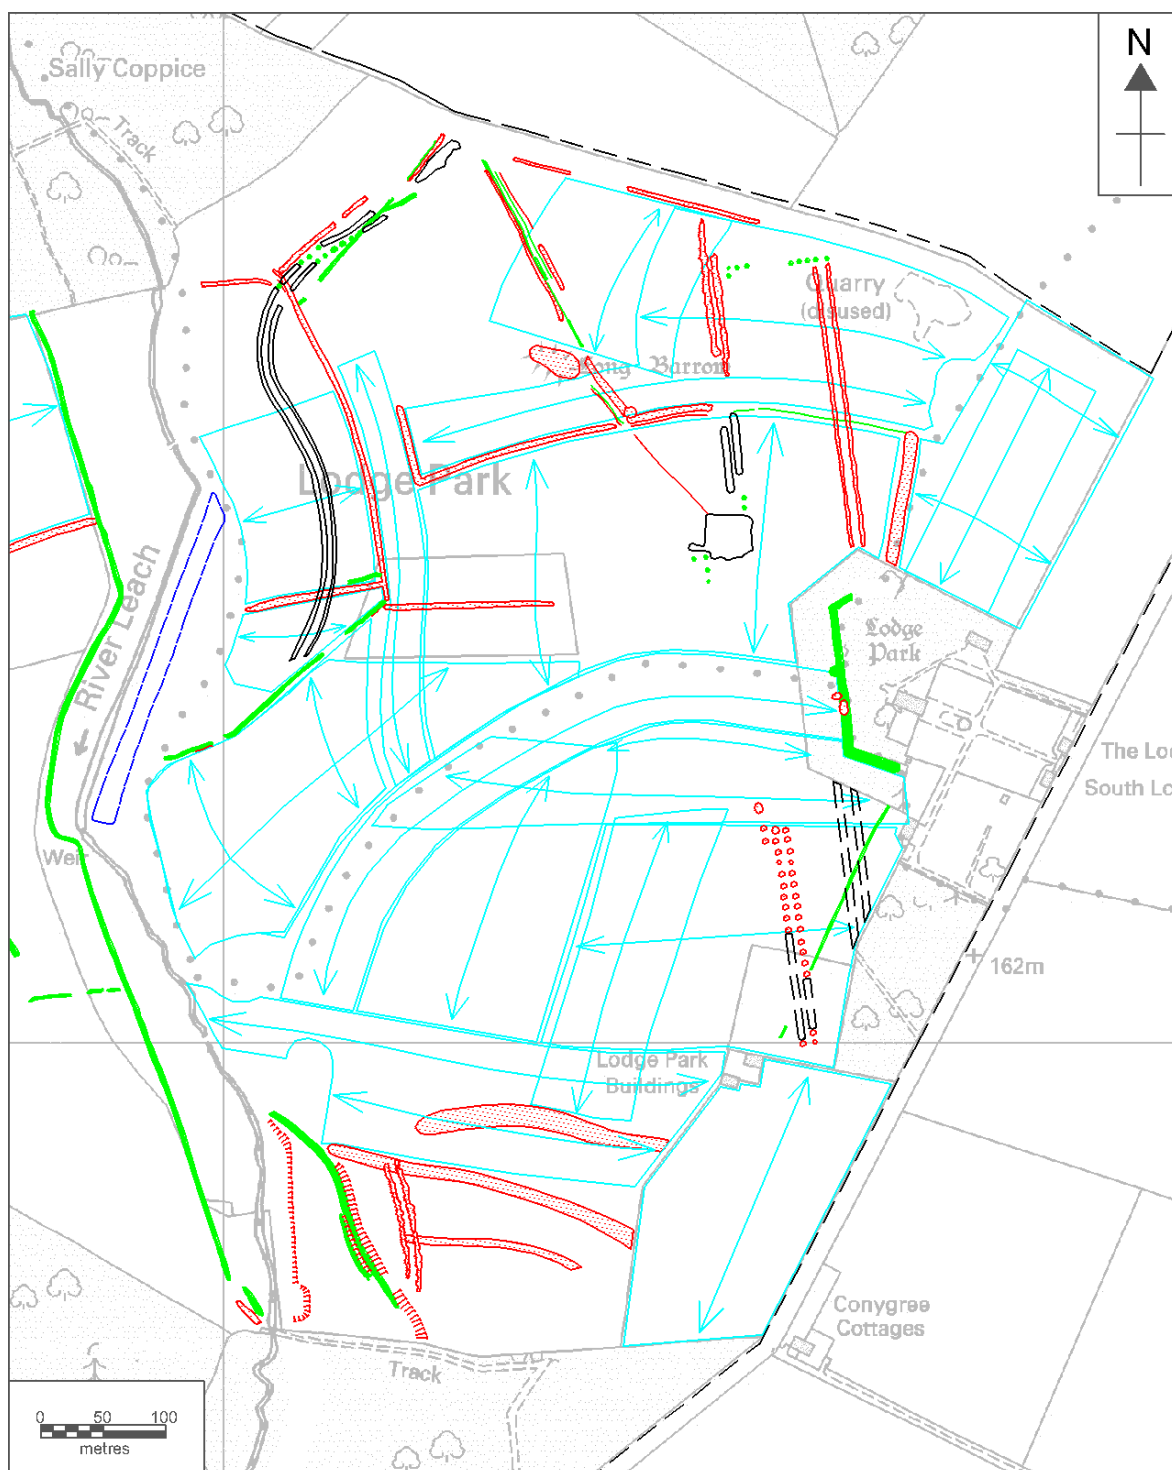 N
Sally Coppice
Track
Quarry
(disused)
Long Barrow
Lodge Park
River Leach
Lodge
Park
The Lo
South Lo
Weir
162m
Lodge Park
Buildings
Conygree
Cottages
Track
0 50 100
metres